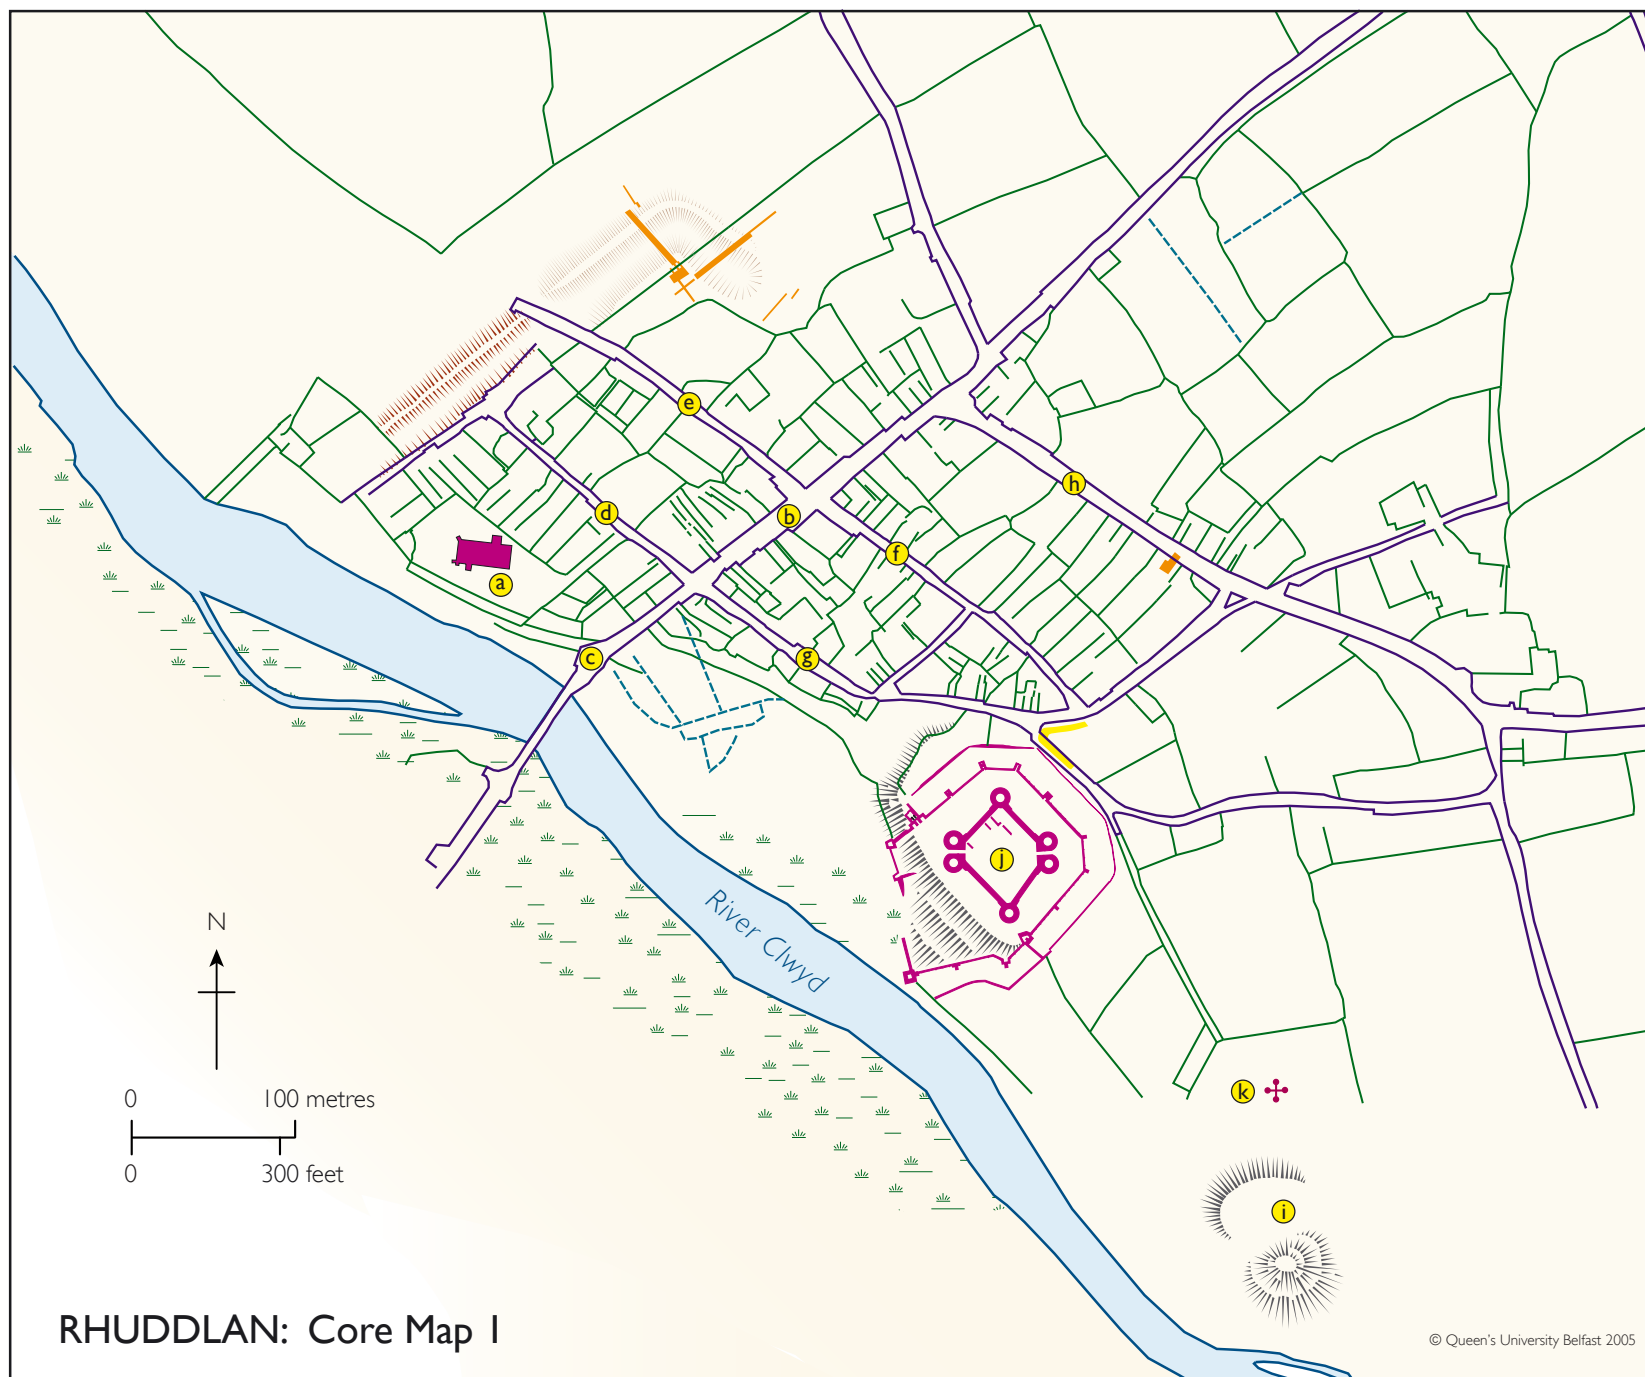 e
h
d
b
f
a
c
g
j
River Clwyd
N
k
0 100 metres
0 300 feet
i
RHUDDLAN: Core Map 1
© Queen's University Belfast 2005